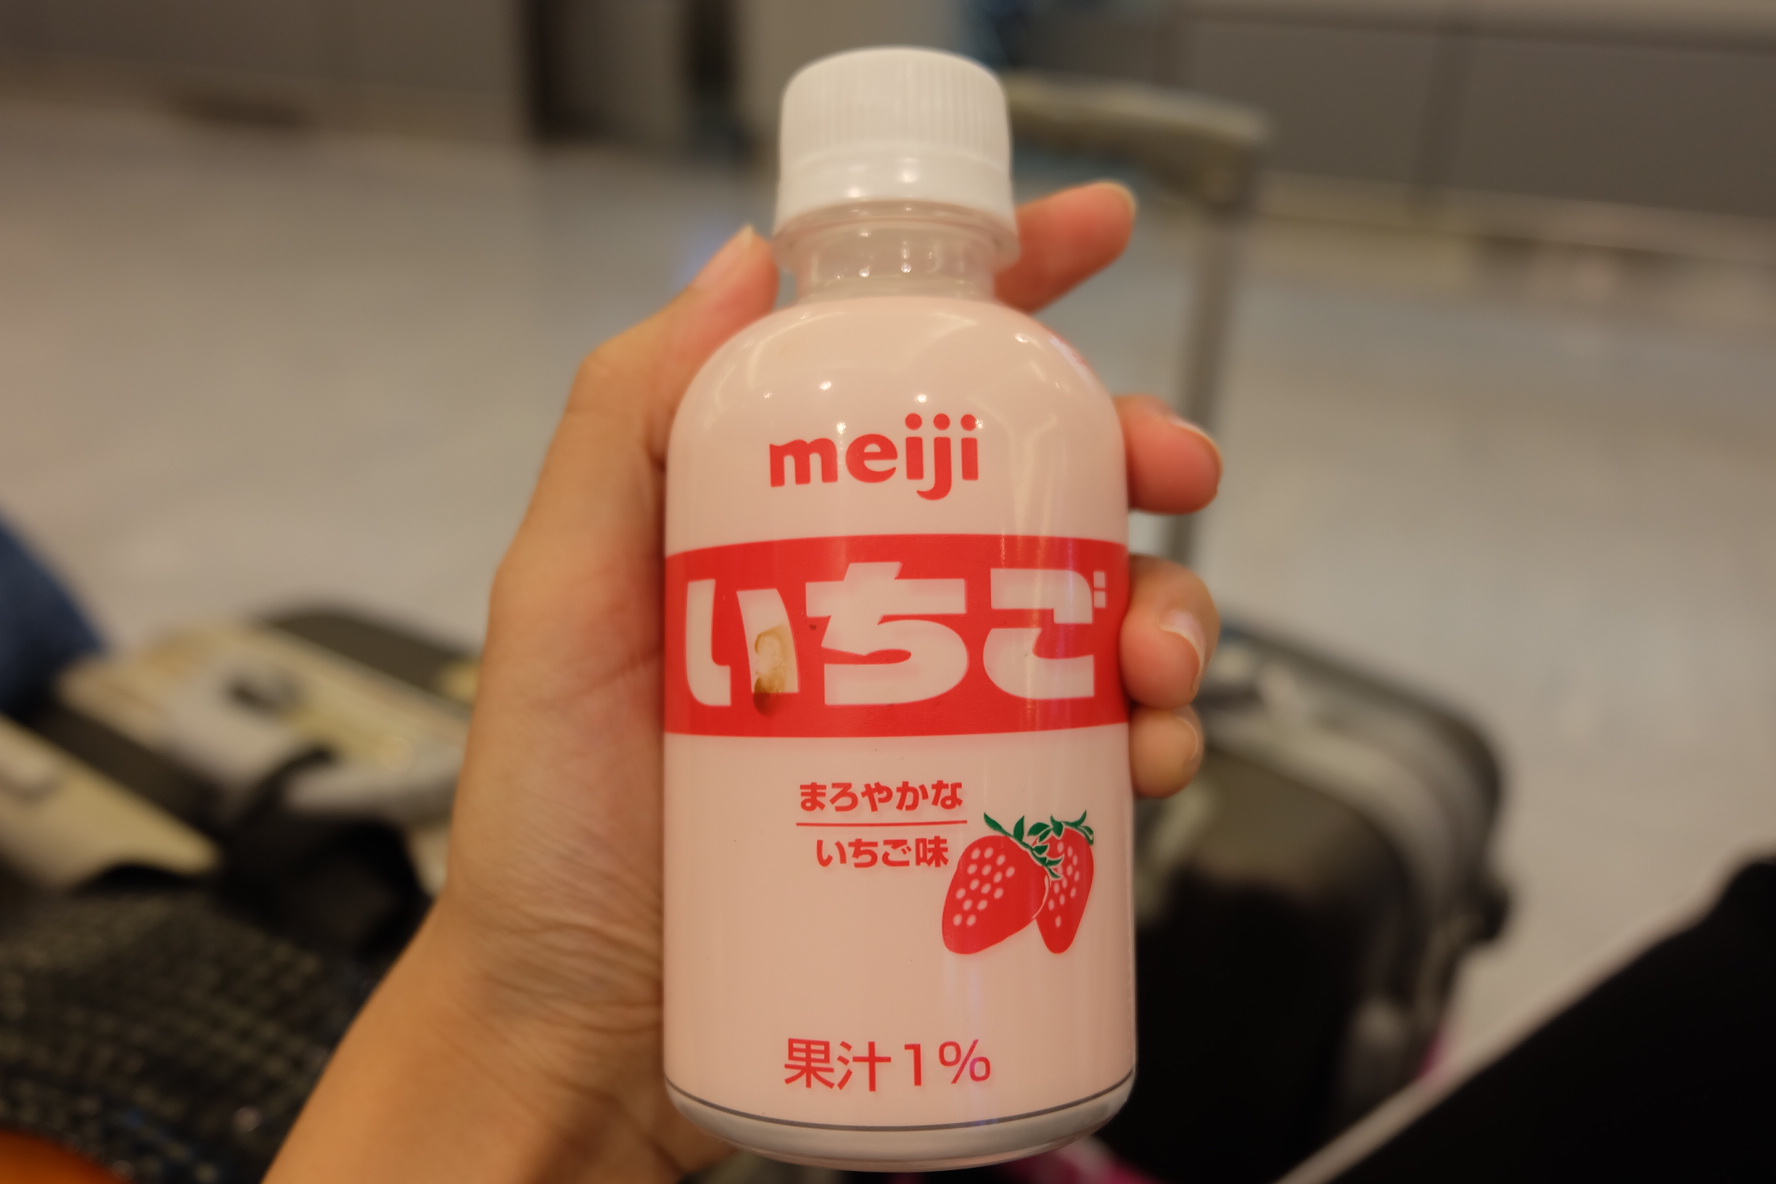 meiji
いちご
まろやかな
いちご味
果汁1%